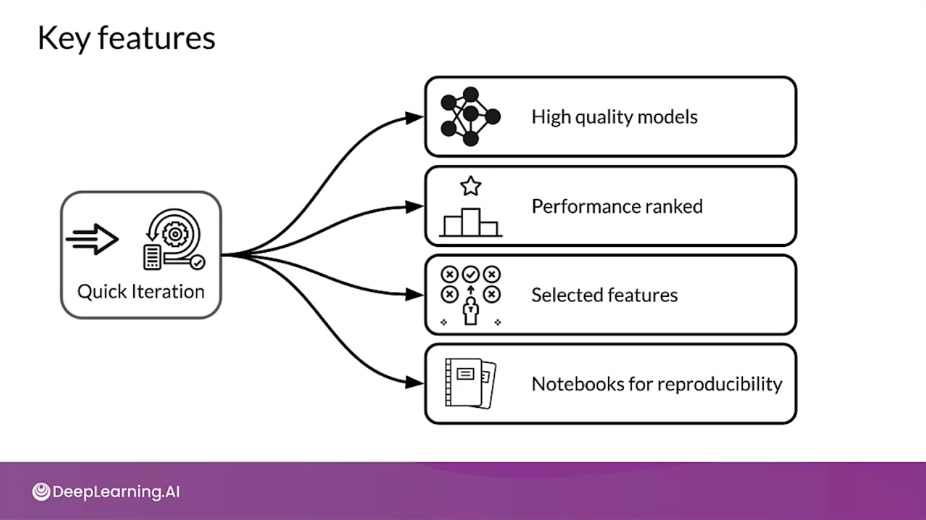 Key features
High quality models
Performance ranked
Quick Iteration
Selected features
Notebooks for reproducibility
DeepLearning.AI